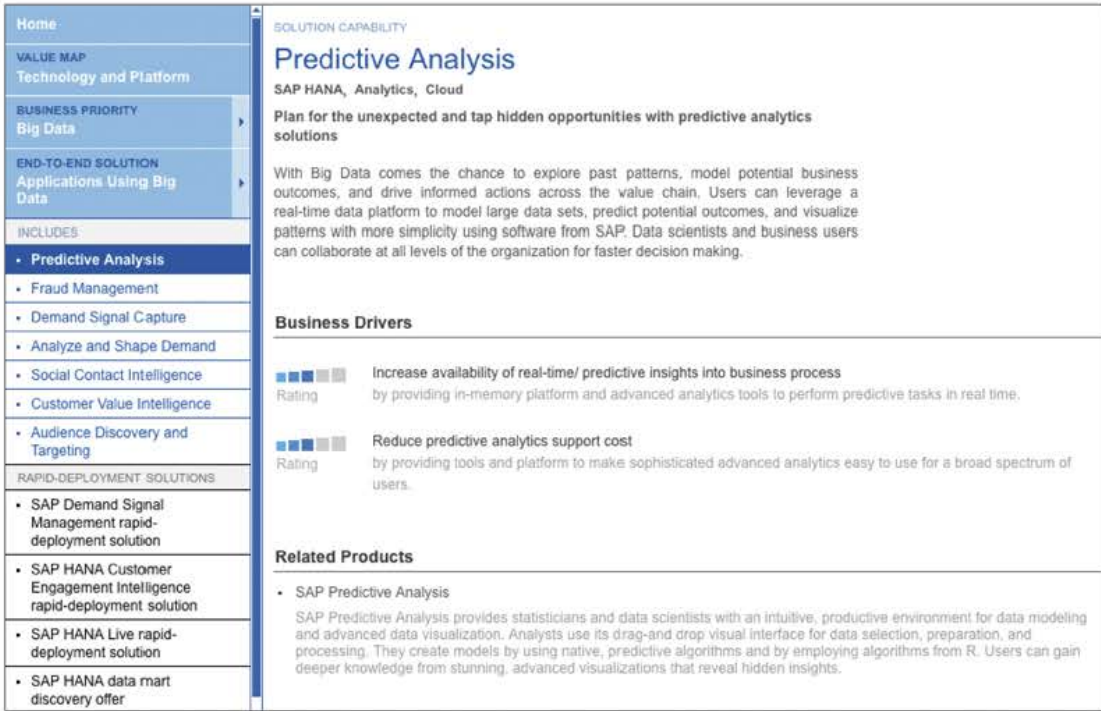 Home
VALUE MAP
Technology and Platform
BUSINESS PRIORITY
Big Data
END-TO-END SOLUTION
Applications Using Big
Data
INCLUDES
• Predictive Analysis
• Fraud Management
• Demand Signal Capture
• Analyze and Shape Demand
• Social Contact Intelligence
• Customer Value Intelligence
• Audience Discovery and
Targeting
RAPID-DEPLOYMENT SOLUTIONS
• SAP Demand Signal
Management rapid-
deployment solution
• SAP HANA Customer
Engagement Intelligence
rapid-deployment solution
• SAP HANA Live rapid-
deployment solution
• SAP HANA data mart
discovery offer
SOLUTION CAPABILITY
Predictive Analysis
SAP HANA, Analytics, Cloud
Plan for the unexpected and tap hidden opportunities with predictive analytics
solutions
With Big Data comes the chance to explore past patterns, model potential business
outcomes, and drive informed actions across the value chain. Users can leverage a
real-time data platform to model large data sets, predict potential outcomes, and visualize
patterns with more simplicity using software from SAP. Data scientists and business users
can collaborate at all levels of the organization for faster decision making.
Business Drivers
Increase availability of real-time/ predictive insights into business process
Rating
by providing in-memory platform and advanced analytics tools to perform predictive tasks in real time.
Reduce predictive analytics support cost
Rating
by providing tools and platform to make sophisticated advanced analytics easy to use for a broad spectrum of
users.
Related Products
• SAP Predictive Analysis
SAP Predictive Analysis provides statisticians and data scientists with an intuitive, productive environment for data modeling
and advanced data visualization. Analysts use its drag-and drop visual interface for data selection, preparation, and
processing. They create models by using native, predictive algorithms and by employing algorithms from R. Users can gain
deeper knowledge from stunning, advanced visualizations that reveal hidden insights.